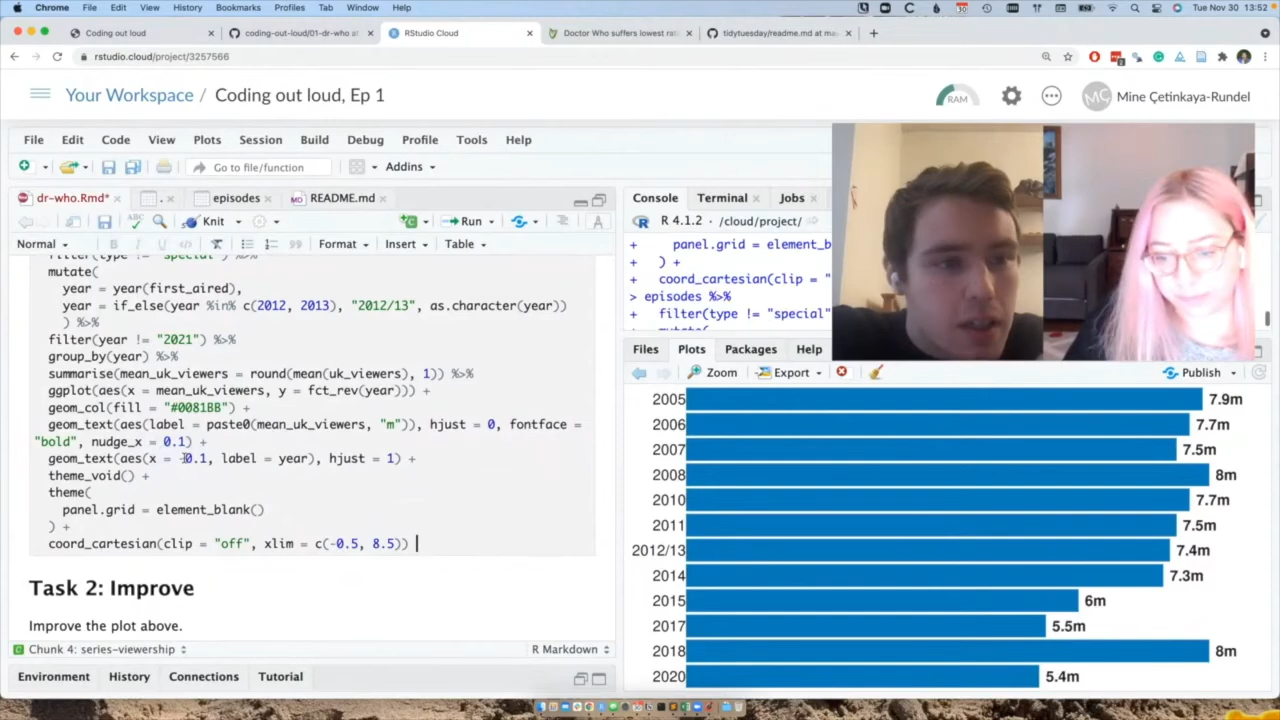 Chrome File Edit View History Bookmarks Profiles Tab Window Help
Tue Nov 30 13:52
Coding out loud
coding-out-loud/01-dr-who at
RStudio Cloud
Doctor Who suffers lowest rati
tidytuesday/readme.md at ma
rstudio.cloud/project/3257566
Your Workspace / Coding out loud, Ep 1
RAM
MÇ
Mine Çetinkaya-Rundel
File Edit Code View Plots Session Build Debug Profile Tools Help
Go to file/function
Addins
dr-who.Rmd*
.
episodes
README.md
Knit
Run
Normal
Format
Insert
Table
filter(type != "special") %>%
mutate(
year = year(first_aired),
year = if_else(year %in% c(2012, 2013), "2012/13", as.character(year))
) %>%
filter(year != "2021") %>%
group_by(year) %>%
summarise(mean_uk_viewers = round(mean(uk_viewers), 1)) %>%
ggplot(aes(x = mean_uk_viewers, y = fct_rev(year))) +
geom_col(fill = "#0081BB") +
geom_text(aes(label = paste0(mean_uk_viewers, "m")), hjust = 0, fontface =
"bold", nudge_x = 0.1) +
geom_text(aes(x = -0.1, label = year), hjust = 1) +
theme_void() +
theme(
panel.grid = element_blank()
) +
coord_cartesian(clip = "off", xlim = c(-0.5, 8.5))
Task 2: Improve
Improve the plot above.
Chunk 4: series-viewership
R Markdown
Environment History Connections Tutorial
Console Terminal Jobs
R 4.1.2 · /cloud/project/
+ panel.grid = element_b
+ ) +
+ coord_cartesian(clip = "
> episodes %>%
+ filter(type != "special"
Files Plots Packages Help
Zoom
Export
Publish
2005 7.9m
2006 7.7m
2007 7.5m
2008 8m
2010 7.7m
2011 7.5m
2012/13 7.4m
2014 7.3m
2015 6m
2017 5.5m
2018 8m
2020 5.4m